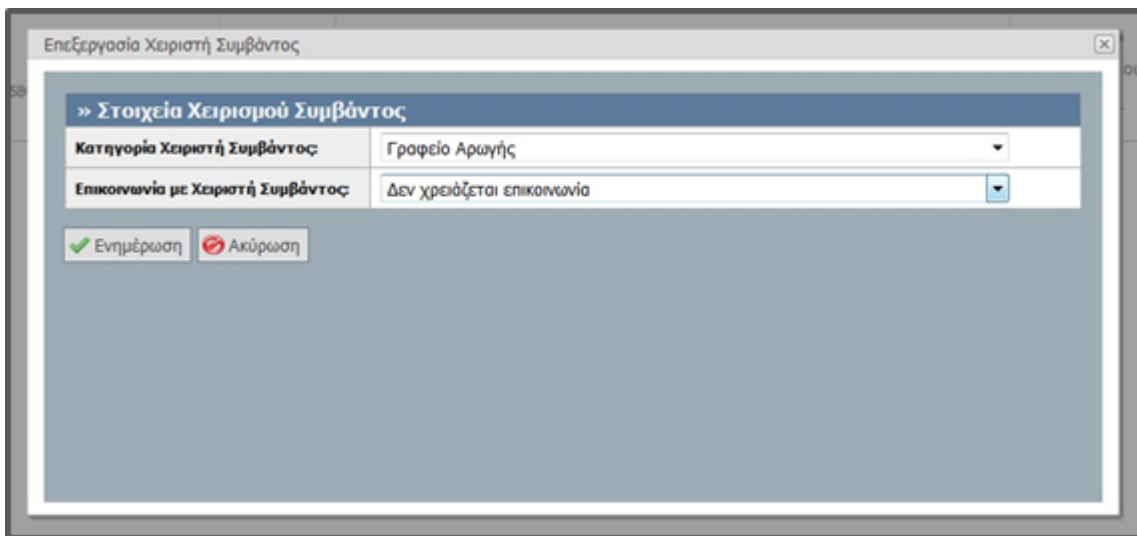 Επεξεργασία Χειριστή Συμβάντος
» Στοιχεία Χειρισμού Συμβάντος
Κατηγορία Χειριστή Συμβάντος: Γραφείο Αρωγής
Επικοινωνία με Χειριστή Συμβάντος: Δεν χρειάζεται επικοινωνία
Ενημέρωση Ακύρωση